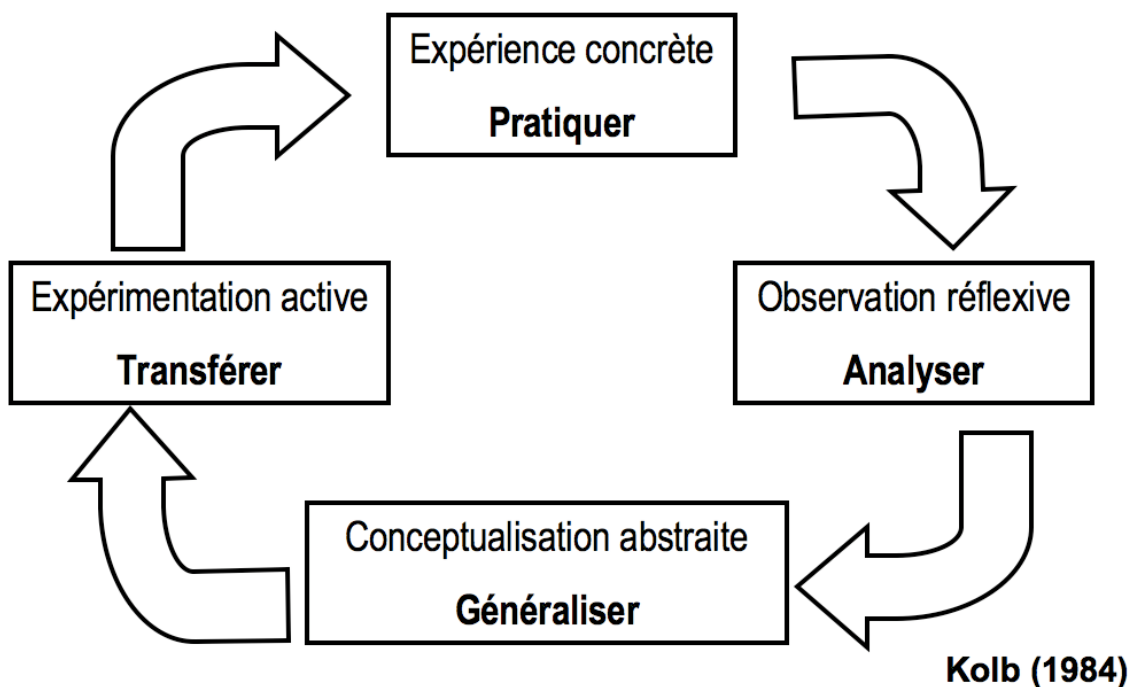 Expérience concrète
Pratiquer
Expérimentation active
Transférer
Observation réflexive
Analyser
Conceptualisation abstraite
Généraliser
Kolb (1984)